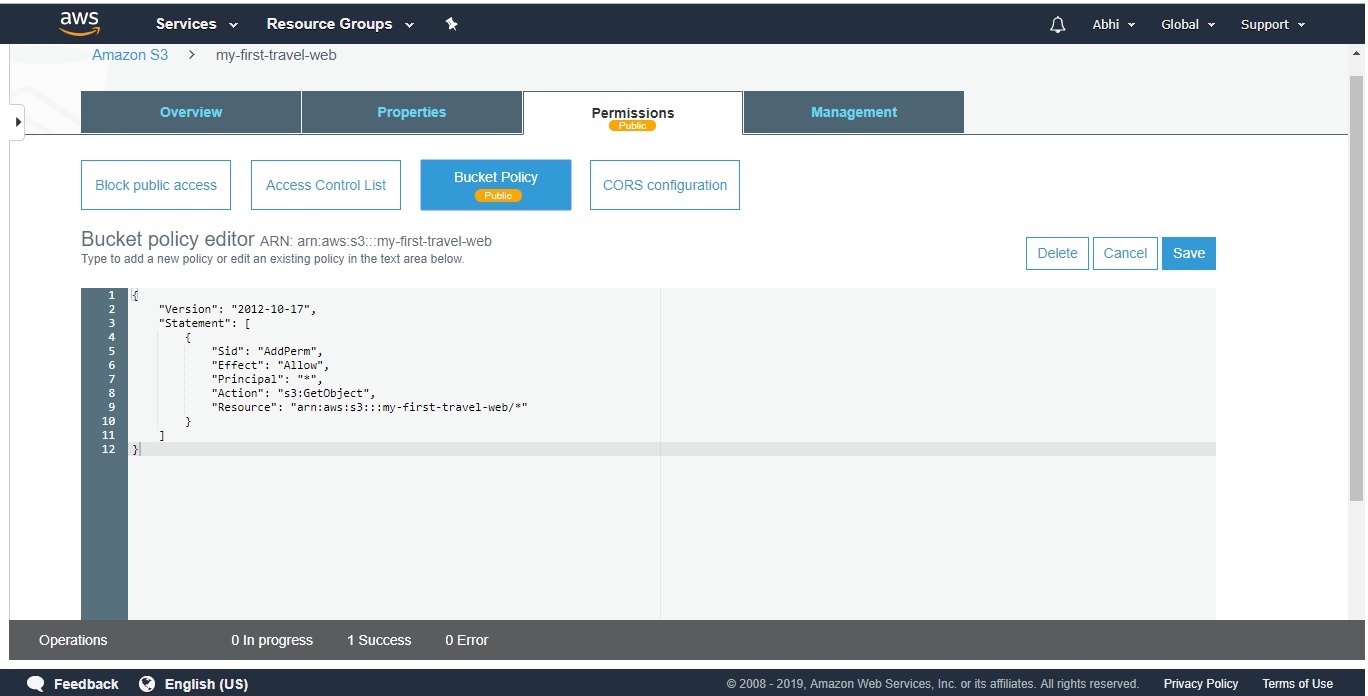 aws Services Resource Groups Abhi Global Support
Amazon S3 > my-first-travel-web
Overview Properties Permissions Management
Public
Block public access Access Control List Bucket Policy CORS configuration
Public
Bucket policy editor ARN: arn:aws:s3:::my-first-travel-web
Type to add a new policy or edit an existing policy in the text area below.
Delete Cancel Save
1 {
2 "Version": "2012-10-17",
3 "Statement": [
4 {
5 "Sid": "AddPerm",
6 "Effect": "Allow",
7 "Principal": "*",
8 "Action": "s3:GetObject",
9 "Resource": "arn:aws:s3:::my-first-travel-web/*"
10 }
11 ]
12 }
Operations 0 In progress 1 Success 0 Error
Feedback English (US) © 2008 - 2019, Amazon Web Services, Inc. or its affiliates. All rights reserved. Privacy Policy Terms of Use